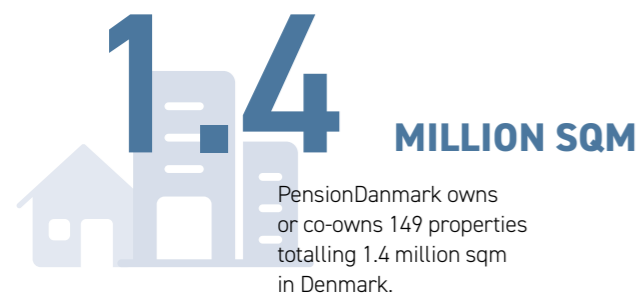 1.4
MILLION SQM
PensionDanmark owns
or co-owns 149 properties
totalling 1.4 million sqm
in Denmark.